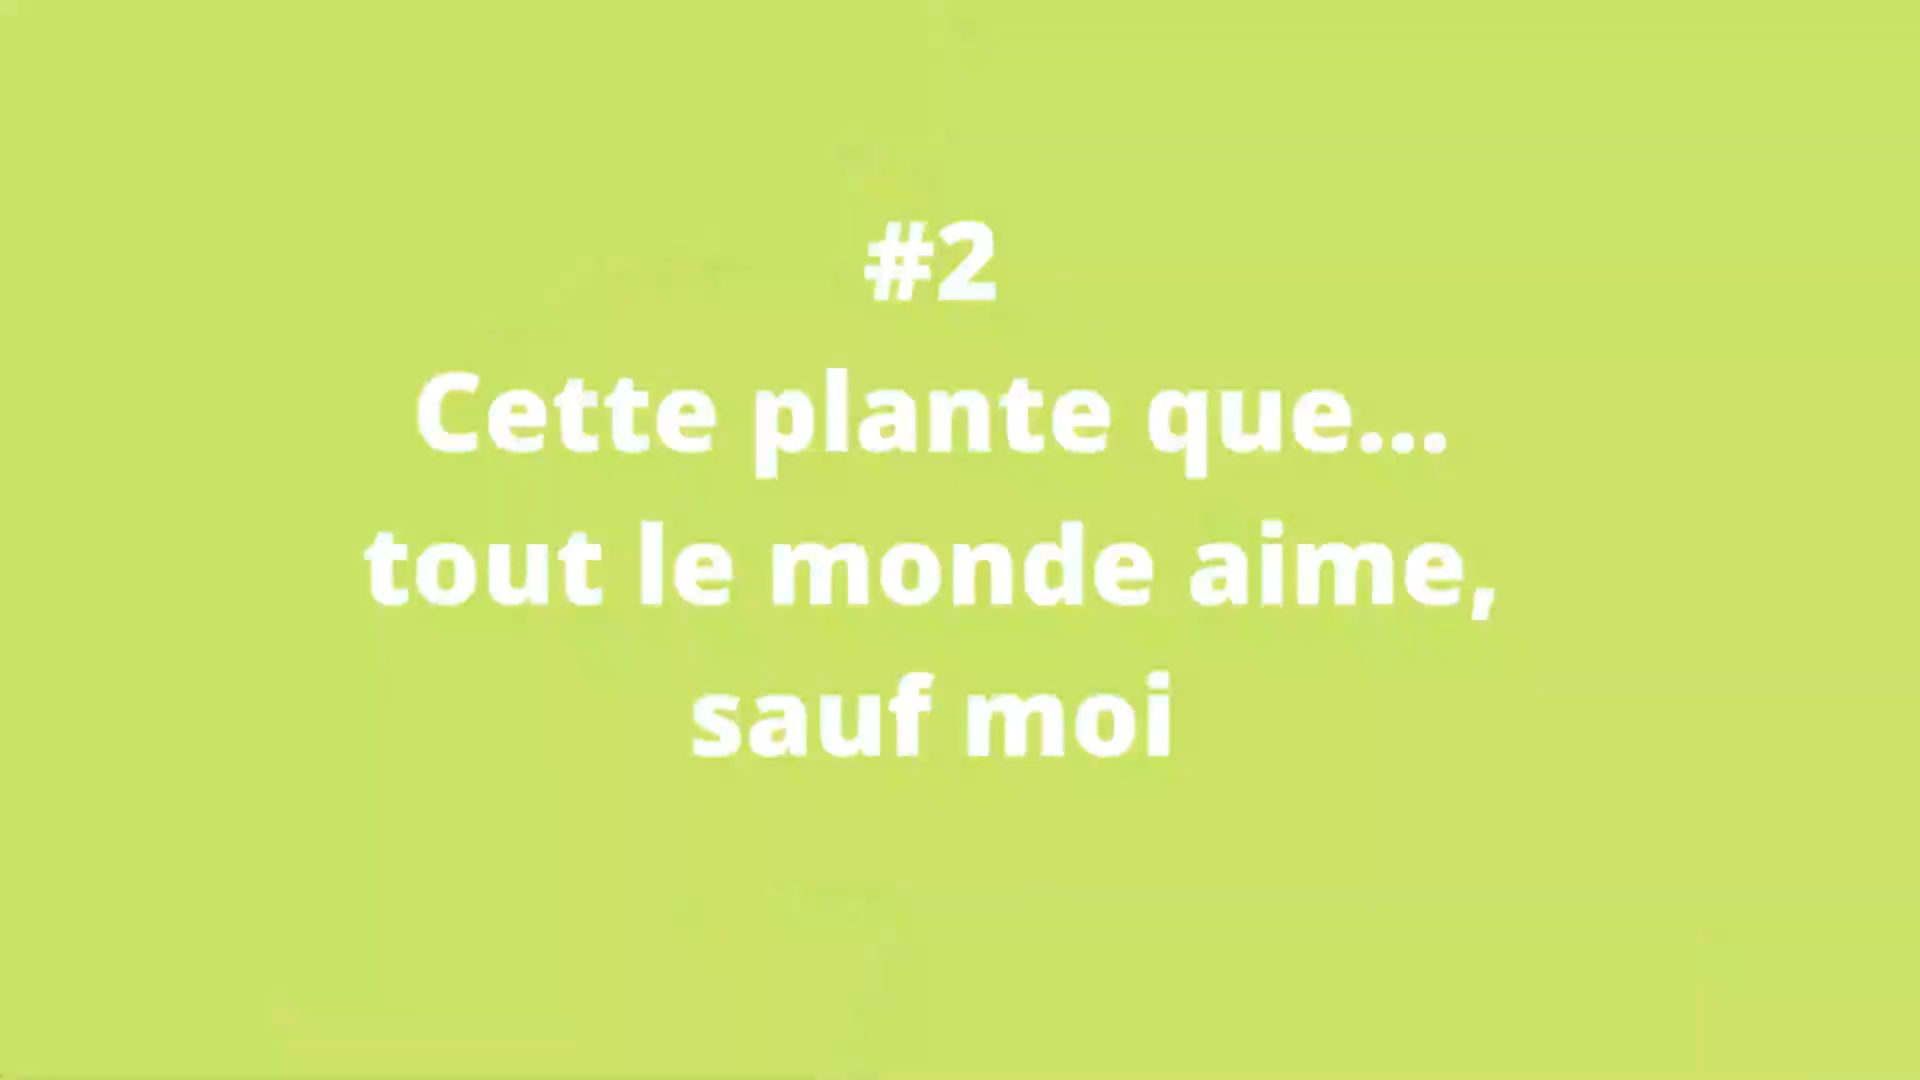 #2
Cette plante que...
tout le monde aime,
sauf moi